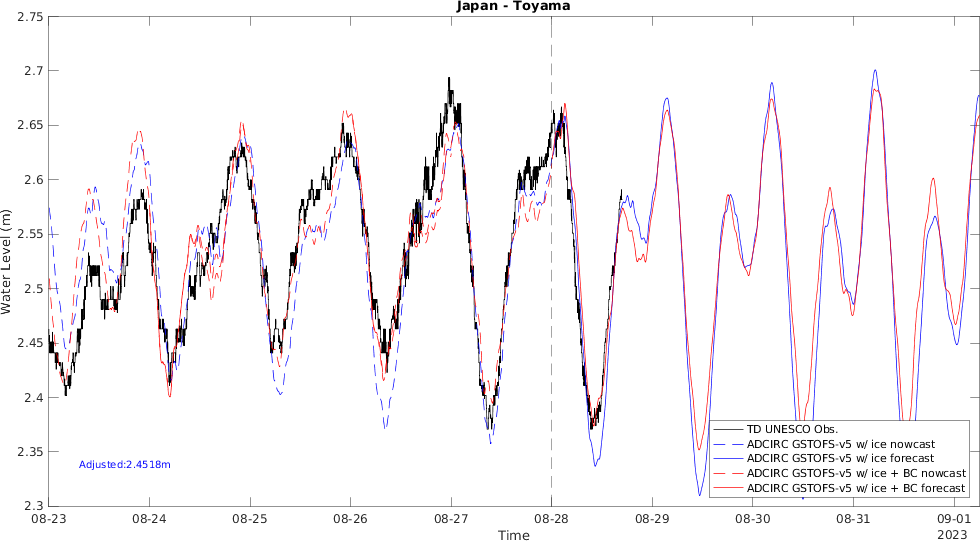 Japan - Toyama
2.75
2.7
2.65
2.6
2.55
2.5
2.45
2.4
2.35
2.3
Water Level (m)
Adjusted:2.4518m
TD UNESCO Obs.
ADCIRC GSTOFS-v5 w/ ice nowcast
ADCIRC GSTOFS-v5 w/ ice forecast
ADCIRC GSTOFS-v5 w/ ice + BC nowcast
ADCIRC GSTOFS-v5 w/ ice + BC forecast
08-23 08-24 08-25 08-26 08-27 08-28 08-29 08-30 08-31 09-01
Time
2023